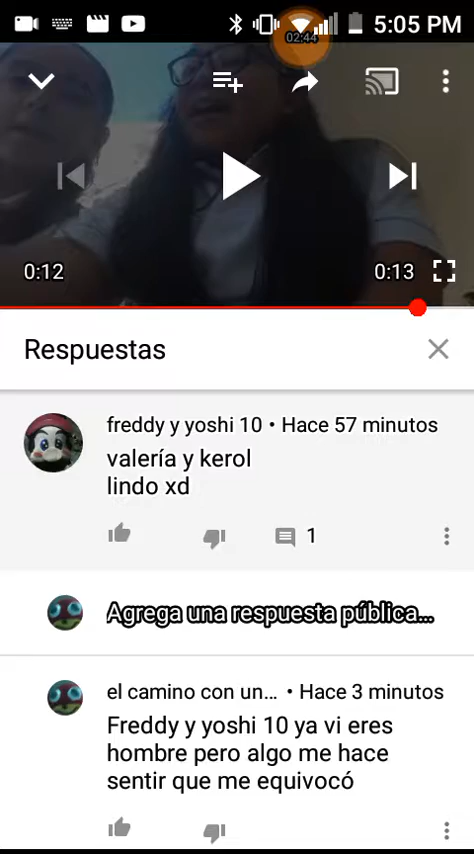 5:05 PM
02:44
0:12
0:13
Respuestas
freddy y yoshi 10 • Hace 57 minutos
valería y kerol
lindo xd
1
Agrega una respuesta pública...
el camino con un... • Hace 3 minutos
Freddy y yoshi 10 ya vi eres
hombre pero algo me hace
sentir que me equivocó